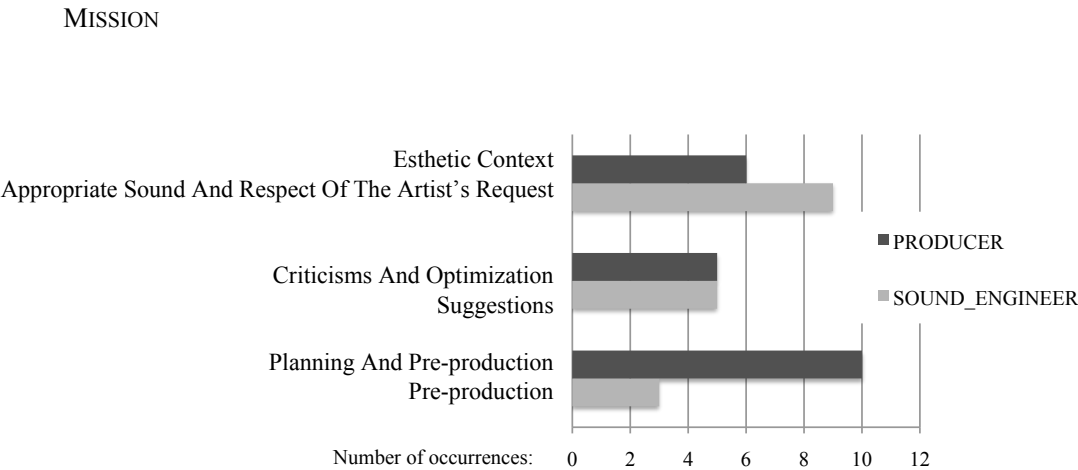 MISSION
Esthetic Context
Appropriate Sound And Respect Of The Artist’s Request
PRODUCER
Criticisms And Optimization
Suggestions
SOUND_ENGINEER
Planning And Pre-production
Pre-production
Number of occurrences: 0 2 4 6 8 10 12